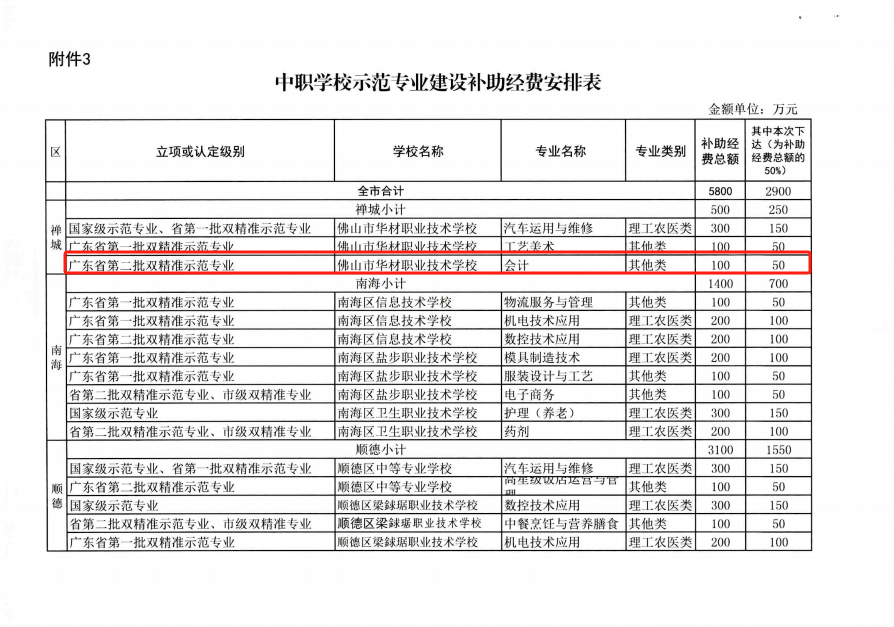 附件3
中职学校示范专业建设补助经费安排表
金额单位：万元
区 立项或认定级别 学校名称 专业名称 专业类别 补助经费总额 其中本次下达（为补助经费总额的50%）
全市合计 5800 2900
禅城 禅城小计 500 250
国家级示范专业、省第一批双精准示范专业 佛山市华材职业技术学校 汽车运用与维修 理工农医类 300 150
广东省第一批双精准示范专业 佛山市华材职业技术学校 工艺美术 其他类 100 50
广东省第二批双精准示范专业 佛山市华材职业技术学校 会计 其他类 100 50
南海 南海小计 1400 700
广东省第一批双精准示范专业 南海区信息技术学校 物流服务与管理 其他类 100 50
广东省第一批双精准示范专业 南海区信息技术学校 机电技术应用 理工农医类 200 100
广东省第二批双精准示范专业 南海区信息技术学校 数控技术应用 理工农医类 200 100
广东省第一批双精准示范专业 南海区盐步职业技术学校 模具制造技术 理工农医类 200 100
广东省第一批双精准示范专业 南海区盐步职业技术学校 服装设计与工艺 其他类 100 50
省第二批双精准示范专业、市级双精准专业 南海区盐步职业技术学校 电子商务 其他类 100 50
国家级示范专业 南海区卫生职业技术学校 护理（养老） 理工农医类 300 150
省第二批双精准示范专业、市级双精准专业 南海区卫生职业技术学校 药剂 理工农医类 200 100
顺德 顺德小计 3100 1550
国家级示范专业、省第一批双精准示范专业 顺德区中等专业学校 汽车运用与维修 理工农医类 300 150
广东省第二批双精准示范专业 顺德区中等专业学校 高星级饭店运营与管理 其他类 100 50
国家级示范专业 顺德区梁銶琚职业技术学校 数控技术应用 理工农医类 300 150
省第二批双精准示范专业、市级双精准专业 顺德区梁銶琚职业技术学校 中餐烹饪与营养膳食 其他类 100 50
广东省第一批双精准示范专业 顺德区梁銶琚职业技术学校 机电技术应用 理工农医类 200 100